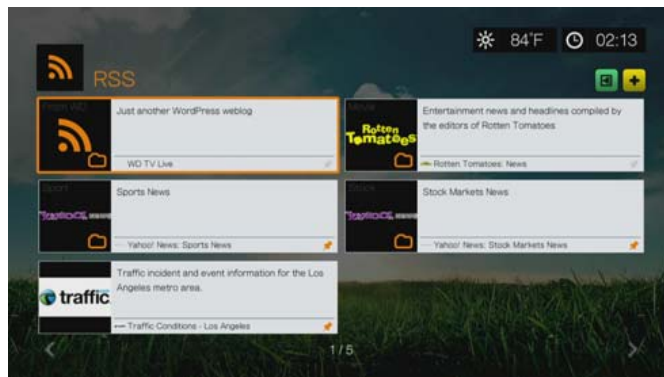 84°F 02:13
RSS
From WD
Just another WordPress weblog
WD TV Live
Movie
Rotten
Tomatoes
Entertainment news and headlines compiled by
the editors of Rotten Tomatoes.
Rotten Tomatoes: News
Sport
Sports News
Yahoo! News: Sports News
Stock
Stock Markets News
Yahoo! News: Stock Markets News
traffic
Traffic incident and event information for the Los
Angeles metro area.
Traffic Conditions - Los Angeles
1/5